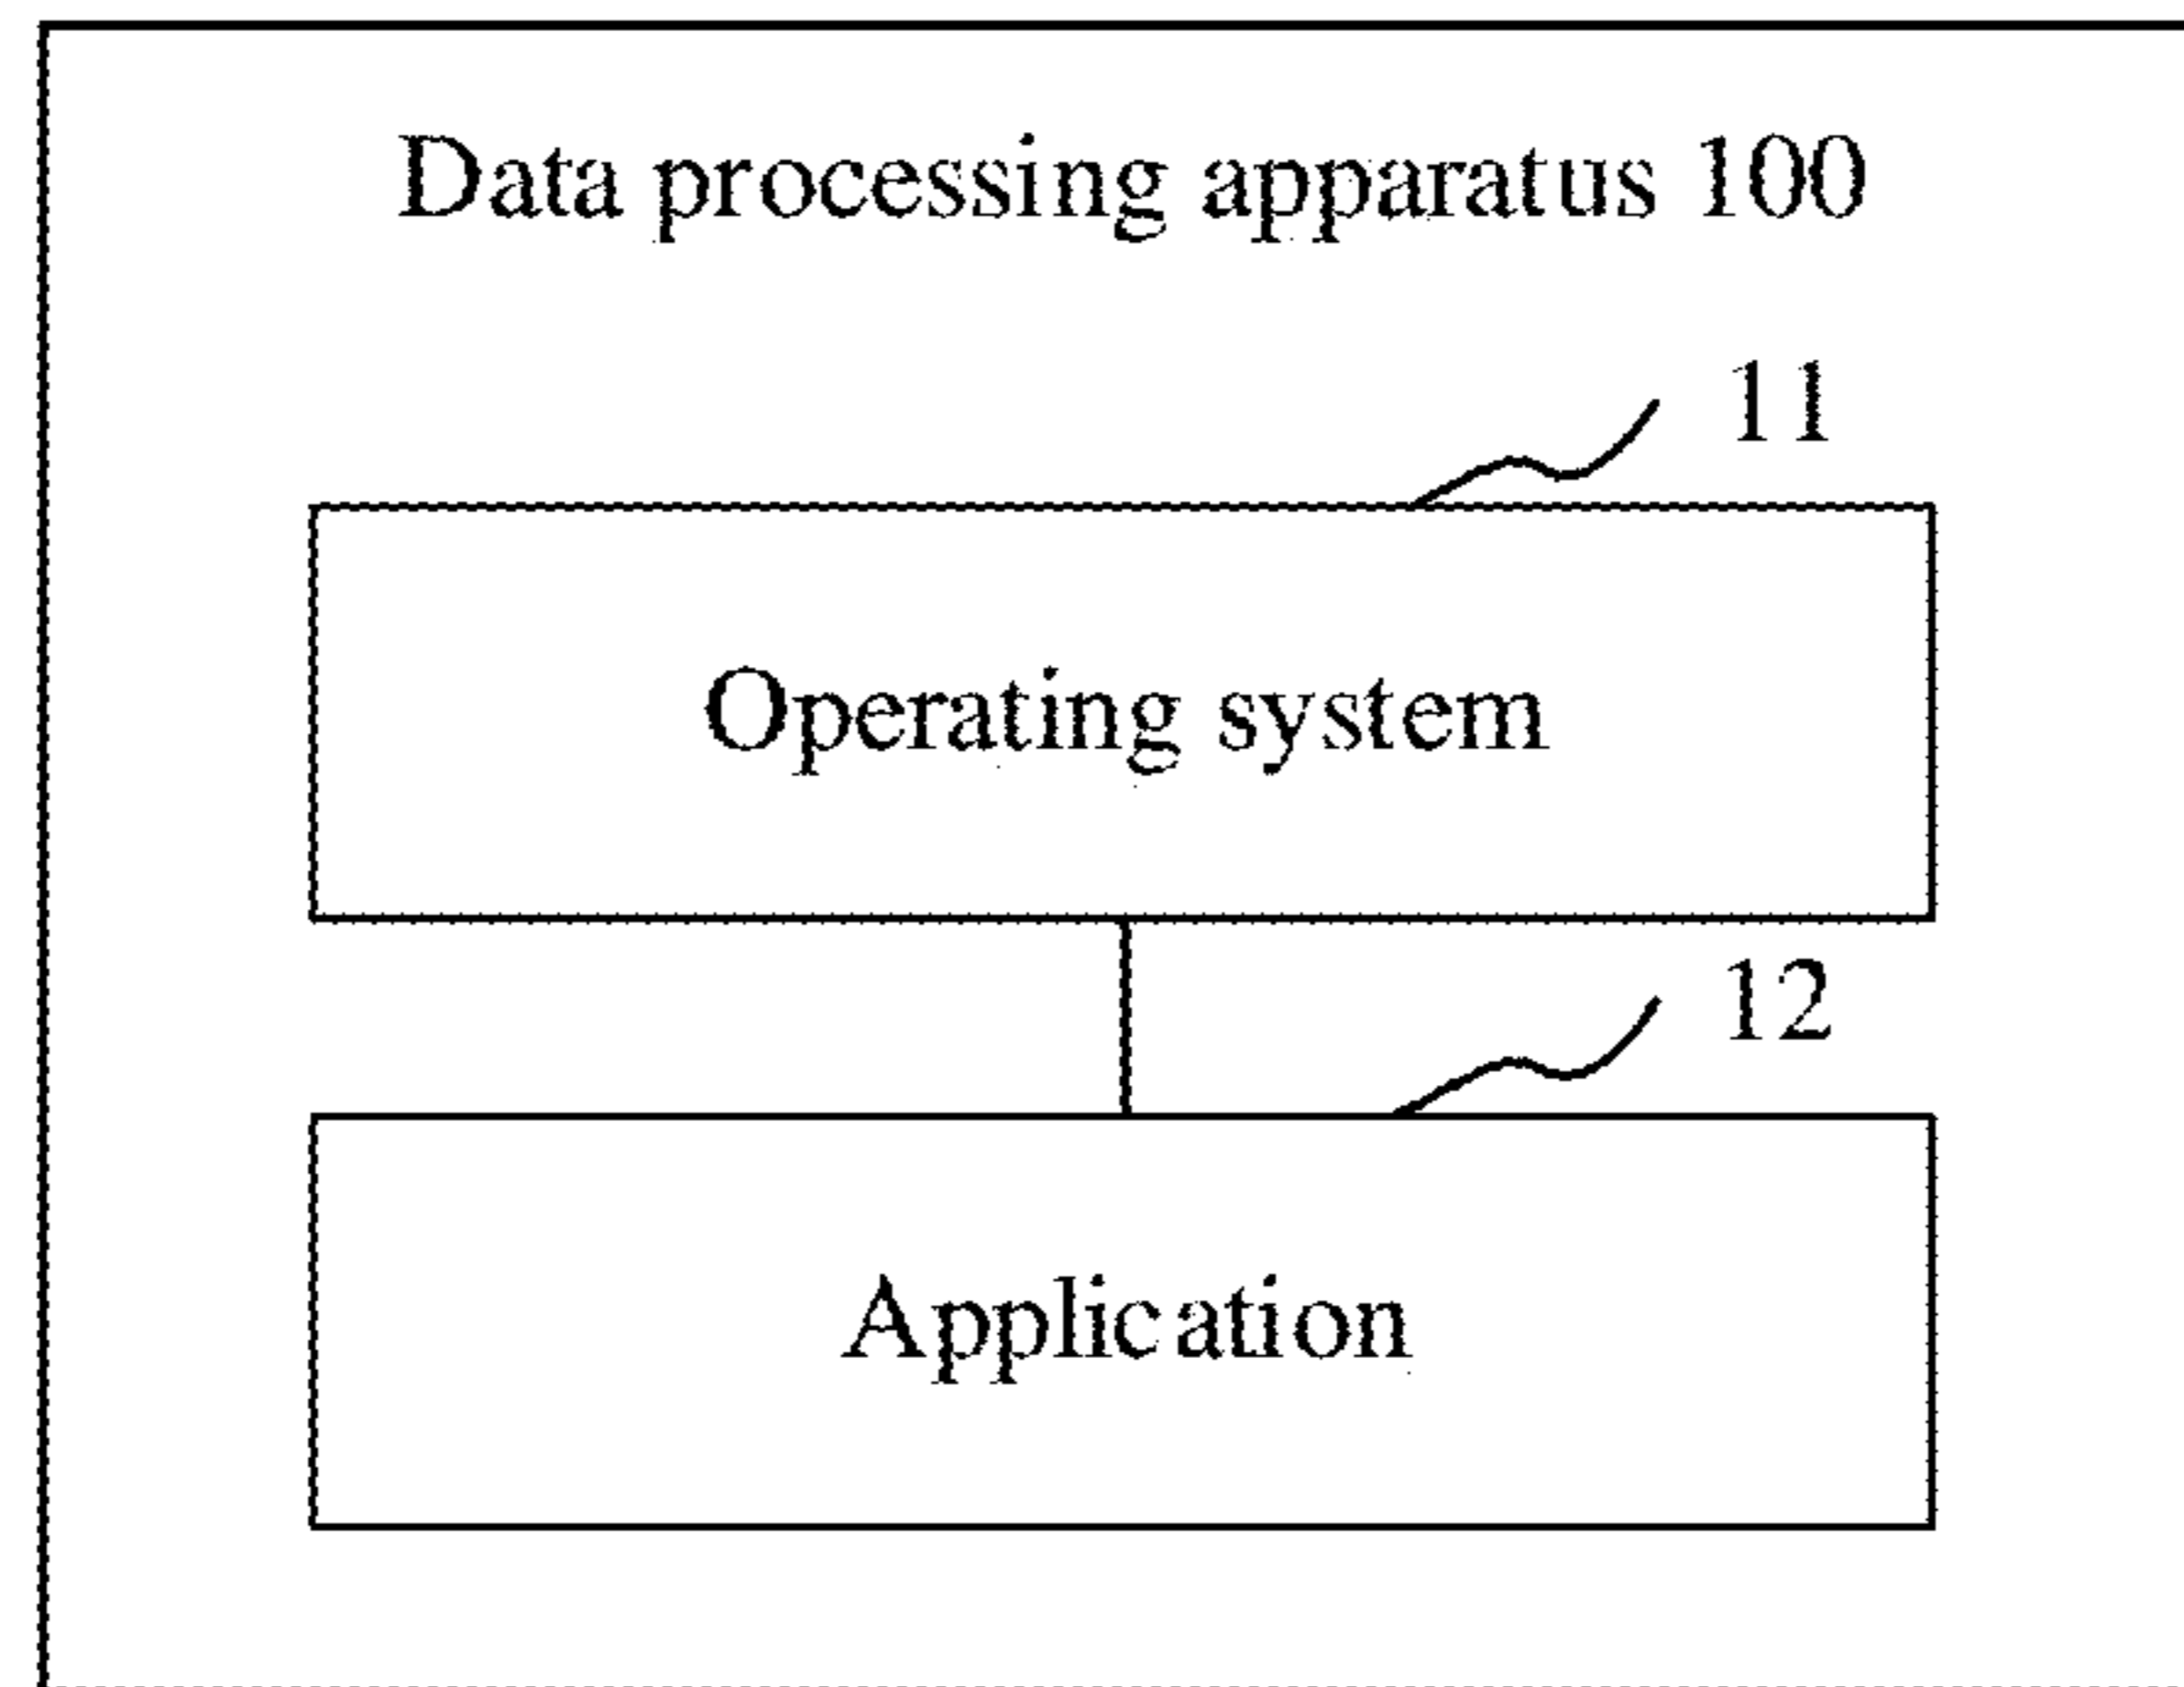 Data processing apparatus 100
11
Operating system
12
Application